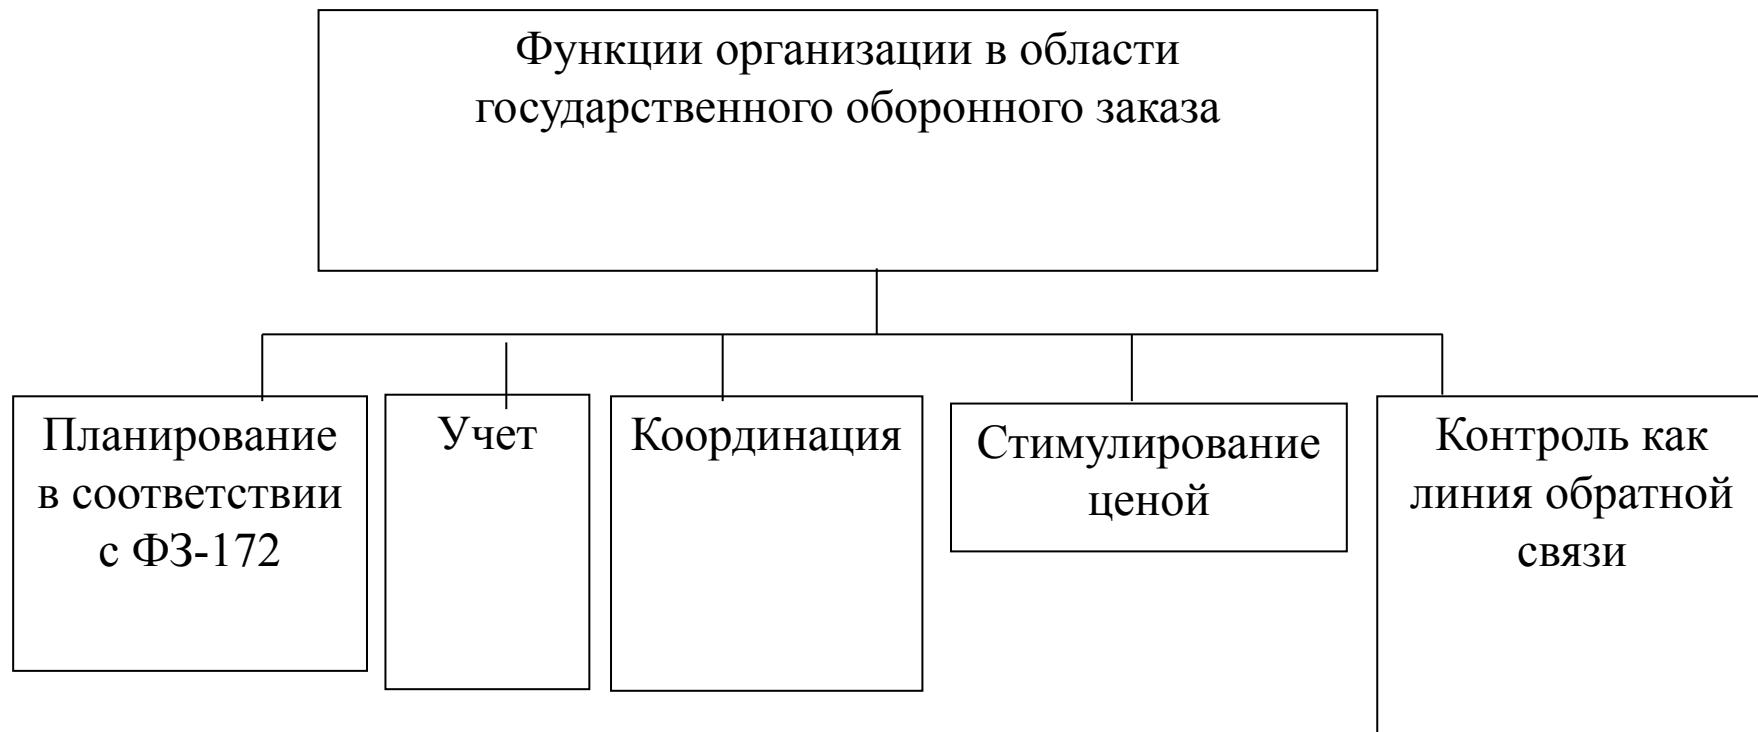 Функции организации в области
государственного оборонного заказа
Планирование
в соответствии
с ФЗ-172
Учет
Координация
Стимулирование
ценой
Контроль как
линия обратной
связи